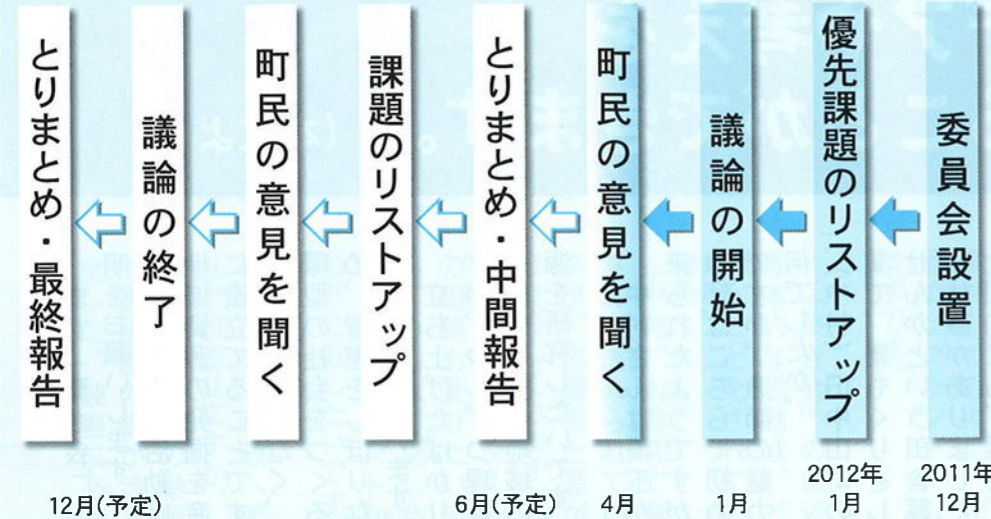 委員会設置
優先課題のリストアップ
議論の開始
町民の意見を聞く
とりまとめ・中間報告
課題のリストアップ
町民の意見を聞く
議論の終了
とりまとめ・最終報告
2011年
12月
2012年
1月
1月
4月
6月(予定)
12月(予定)